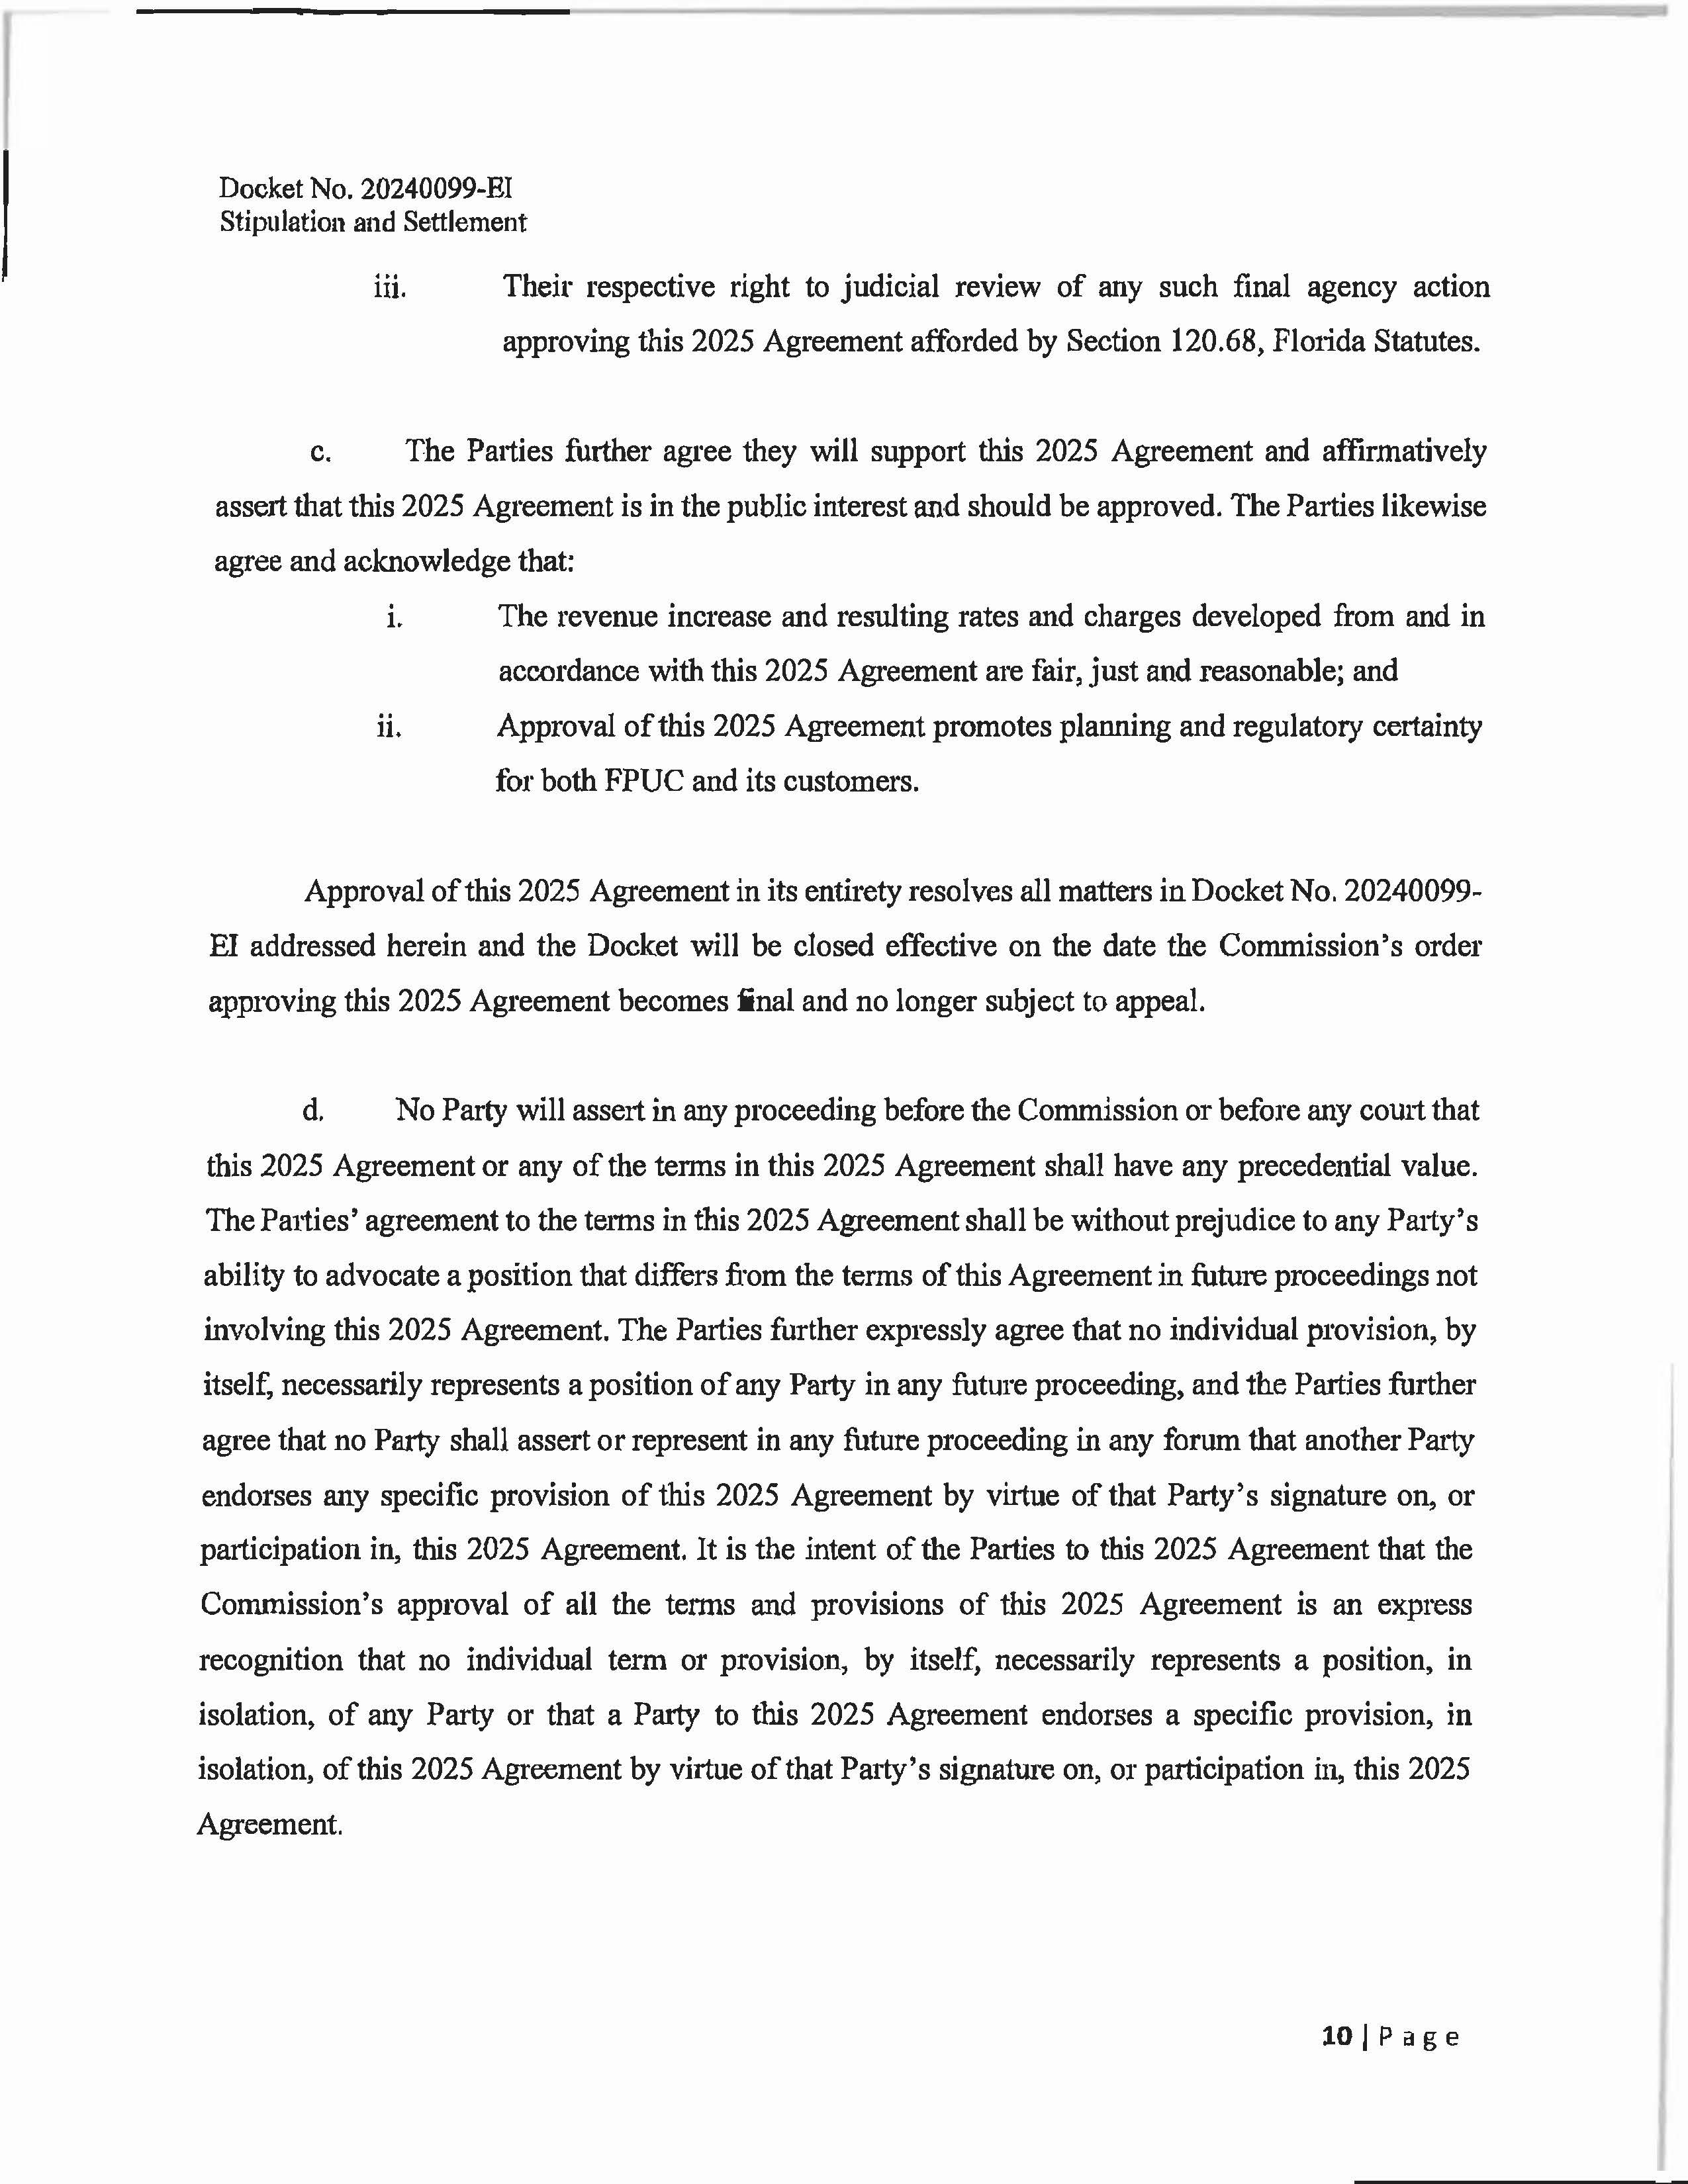 Docket No. 20240099-EI
Stipulation and Settlement
iii. Their respective right to judicial review of any such final agency action
approving this 2025 Agreement afforded by Section 120.68, Florida Statutes.
c. The Parties further agree they will support this 2025 Agreement and affirmatively
assert that this 2025 Agreement is in the public interest and should be approved. The Parties likewise
agree and acknowledge that:
i. The revenue increase and resulting rates and charges developed from and in
accordance with this 2025 Agreement are fair, just and reasonable; and
ii. Approval of this 2025 Agreement promotes planning and regulatory certainty
for both FPUC and its customers.
Approval of this 2025 Agreement in its entirety resolves all matters in Docket No. 20240099-
EI addressed herein and the Docket will be closed effective on the date the Commission's order
approving this 2025 Agreement becomes final and no longer subject to appeal.
d. No Party will assert in any proceeding before the Commission or before any court that
this 2025 Agreement or any of the terms in this 2025 Agreement shall have any precedential value.
The Parties' agreement to the terms in this 2025 Agreement shall be without prejudice to any Party's
ability to advocate a position that differs from the terms of this Agreement in future proceedings not
involving this 2025 Agreement. The Parties further expressly agree that no individual provision, by
itself, necessarily represents a position of any Party in any future proceeding, and the Parties further
agree that no Party shall assert or represent in any future proceeding in any forum that another Party
endorses any specific provision of this 2025 Agreement by virtue of that Party's signature on, or
participation in, this 2025 Agreement. It is the intent of the Parties to this 2025 Agreement that the
Commission's approval of all the terms and provisions of this 2025 Agreement is an express
recognition that no individual term or provision, by itself, necessarily represents a position, in
isolation, of any Party or that a Party to this 2025 Agreement endorses a specific provision, in
isolation, of this 2025 Agreement by virtue of that Party's signature on, or participation in, this 2025
Agreement.
10 | P a g e